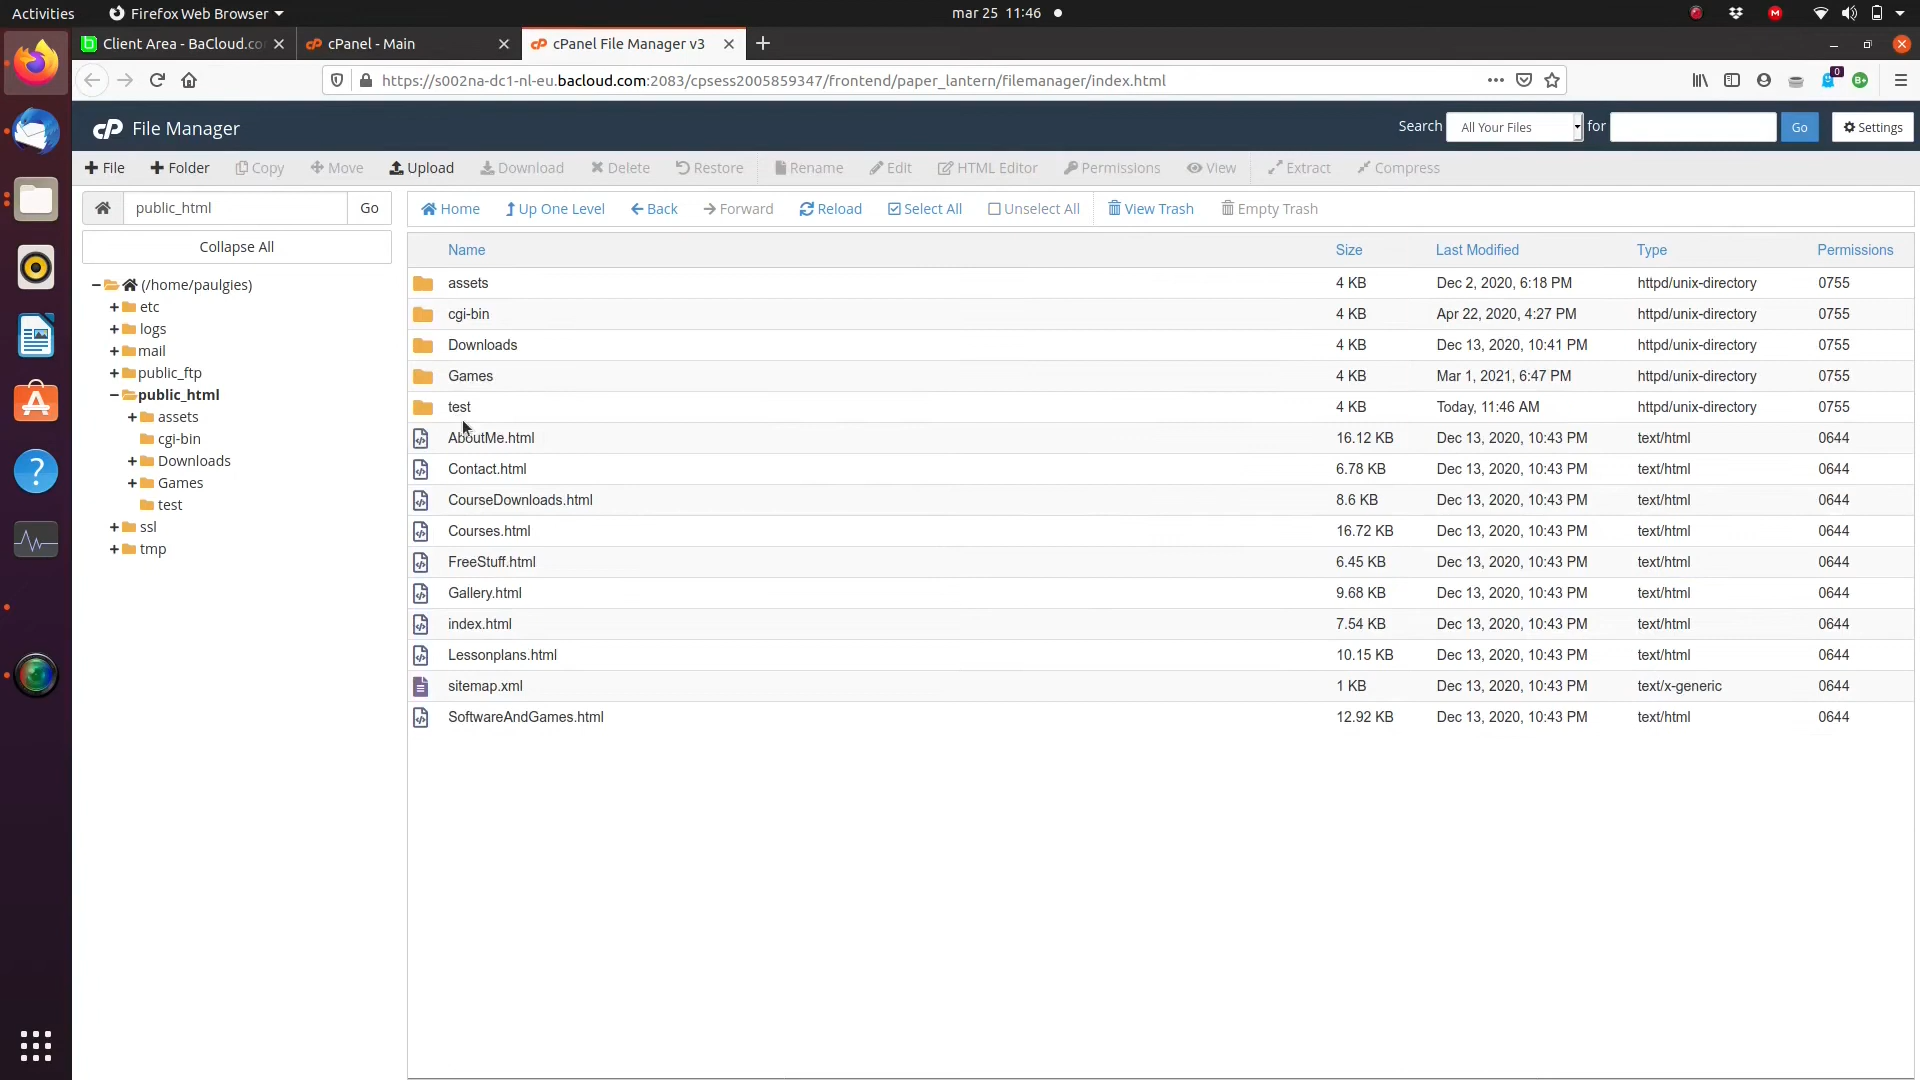 Activities Firefox Web Browser mar 25 11:46
Client Area - BaCloud.co cPanel - Main cPanel File Manager v3
https://s002na-dc1-nl-eu.bacloud.com:2083/cpsess2005859347/frontend/paper_lantern/filemanager/index.html 0 B+
cP File Manager Search All Your Files for Go Settings
File Folder Copy Move Upload Download Delete Restore Rename Edit HTML Editor Permissions View Extract Compress
public_html Go Home Up One Level Back Forward Reload Select All Unselect All View Trash Empty Trash
Collapse All
(/home/paulgies)
etc
logs
mail
public_ftp
public_html
assets
cgi-bin
Downloads
Games
test
ssl
tmp
Name Size Last Modified Type Permissions
assets 4 KB Dec 2, 2020, 6:18 PM httpd/unix-directory 0755
cgi-bin 4 KB Apr 22, 2020, 4:27 PM httpd/unix-directory 0755
Downloads 4 KB Dec 13, 2020, 10:41 PM httpd/unix-directory 0755
Games 4 KB Mar 1, 2021, 6:47 PM httpd/unix-directory 0755
test 4 KB Today, 11:46 AM httpd/unix-directory 0755
AboutMe.html 16.12 KB Dec 13, 2020, 10:43 PM text/html 0644
Contact.html 6.78 KB Dec 13, 2020, 10:43 PM text/html 0644
CourseDownloads.html 8.6 KB Dec 13, 2020, 10:43 PM text/html 0644
Courses.html 16.72 KB Dec 13, 2020, 10:43 PM text/html 0644
FreeStuff.html 6.45 KB Dec 13, 2020, 10:43 PM text/html 0644
Gallery.html 9.68 KB Dec 13, 2020, 10:43 PM text/html 0644
index.html 7.54 KB Dec 13, 2020, 10:43 PM text/html 0644
Lessonplans.html 10.15 KB Dec 13, 2020, 10:43 PM text/html 0644
sitemap.xml 1 KB Dec 13, 2020, 10:43 PM text/x-generic 0644
SoftwareAndGames.html 12.92 KB Dec 13, 2020, 10:43 PM text/html 0644